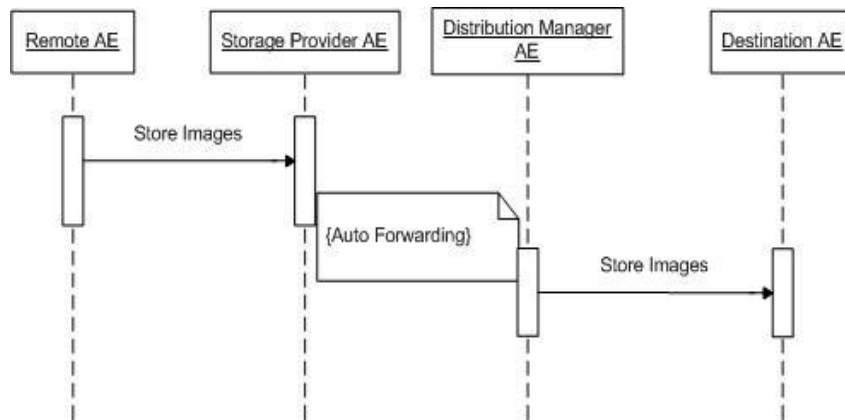 Remote AE
Storage Provider AE
Distribution Manager
AE
Destination AE
Store Images
{Auto Forwarding}
Store Images